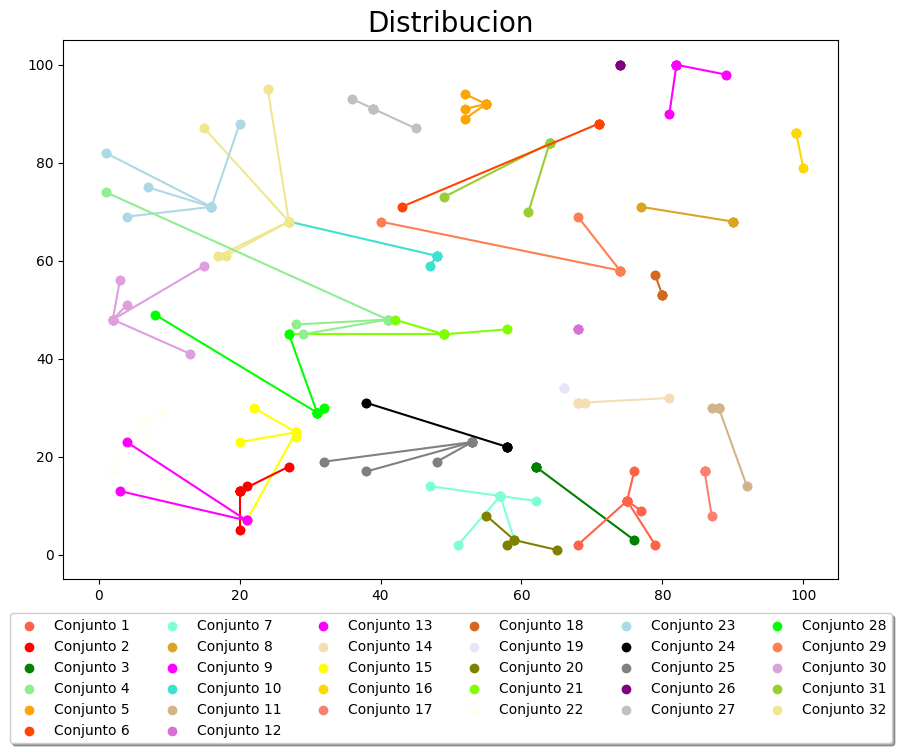 Distribucion
100
80
60
40
20
0
0 20 40 60 80 100
Conjunto 1 Conjunto 7 Conjunto 13 Conjunto 18 Conjunto 23 Conjunto 28
Conjunto 2 Conjunto 8 Conjunto 14 Conjunto 19 Conjunto 24 Conjunto 29
Conjunto 3 Conjunto 9 Conjunto 15 Conjunto 20 Conjunto 25 Conjunto 30
Conjunto 4 Conjunto 10 Conjunto 16 Conjunto 21 Conjunto 26 Conjunto 31
Conjunto 5 Conjunto 11 Conjunto 17 Conjunto 22 Conjunto 27 Conjunto 32
Conjunto 6 Conjunto 12